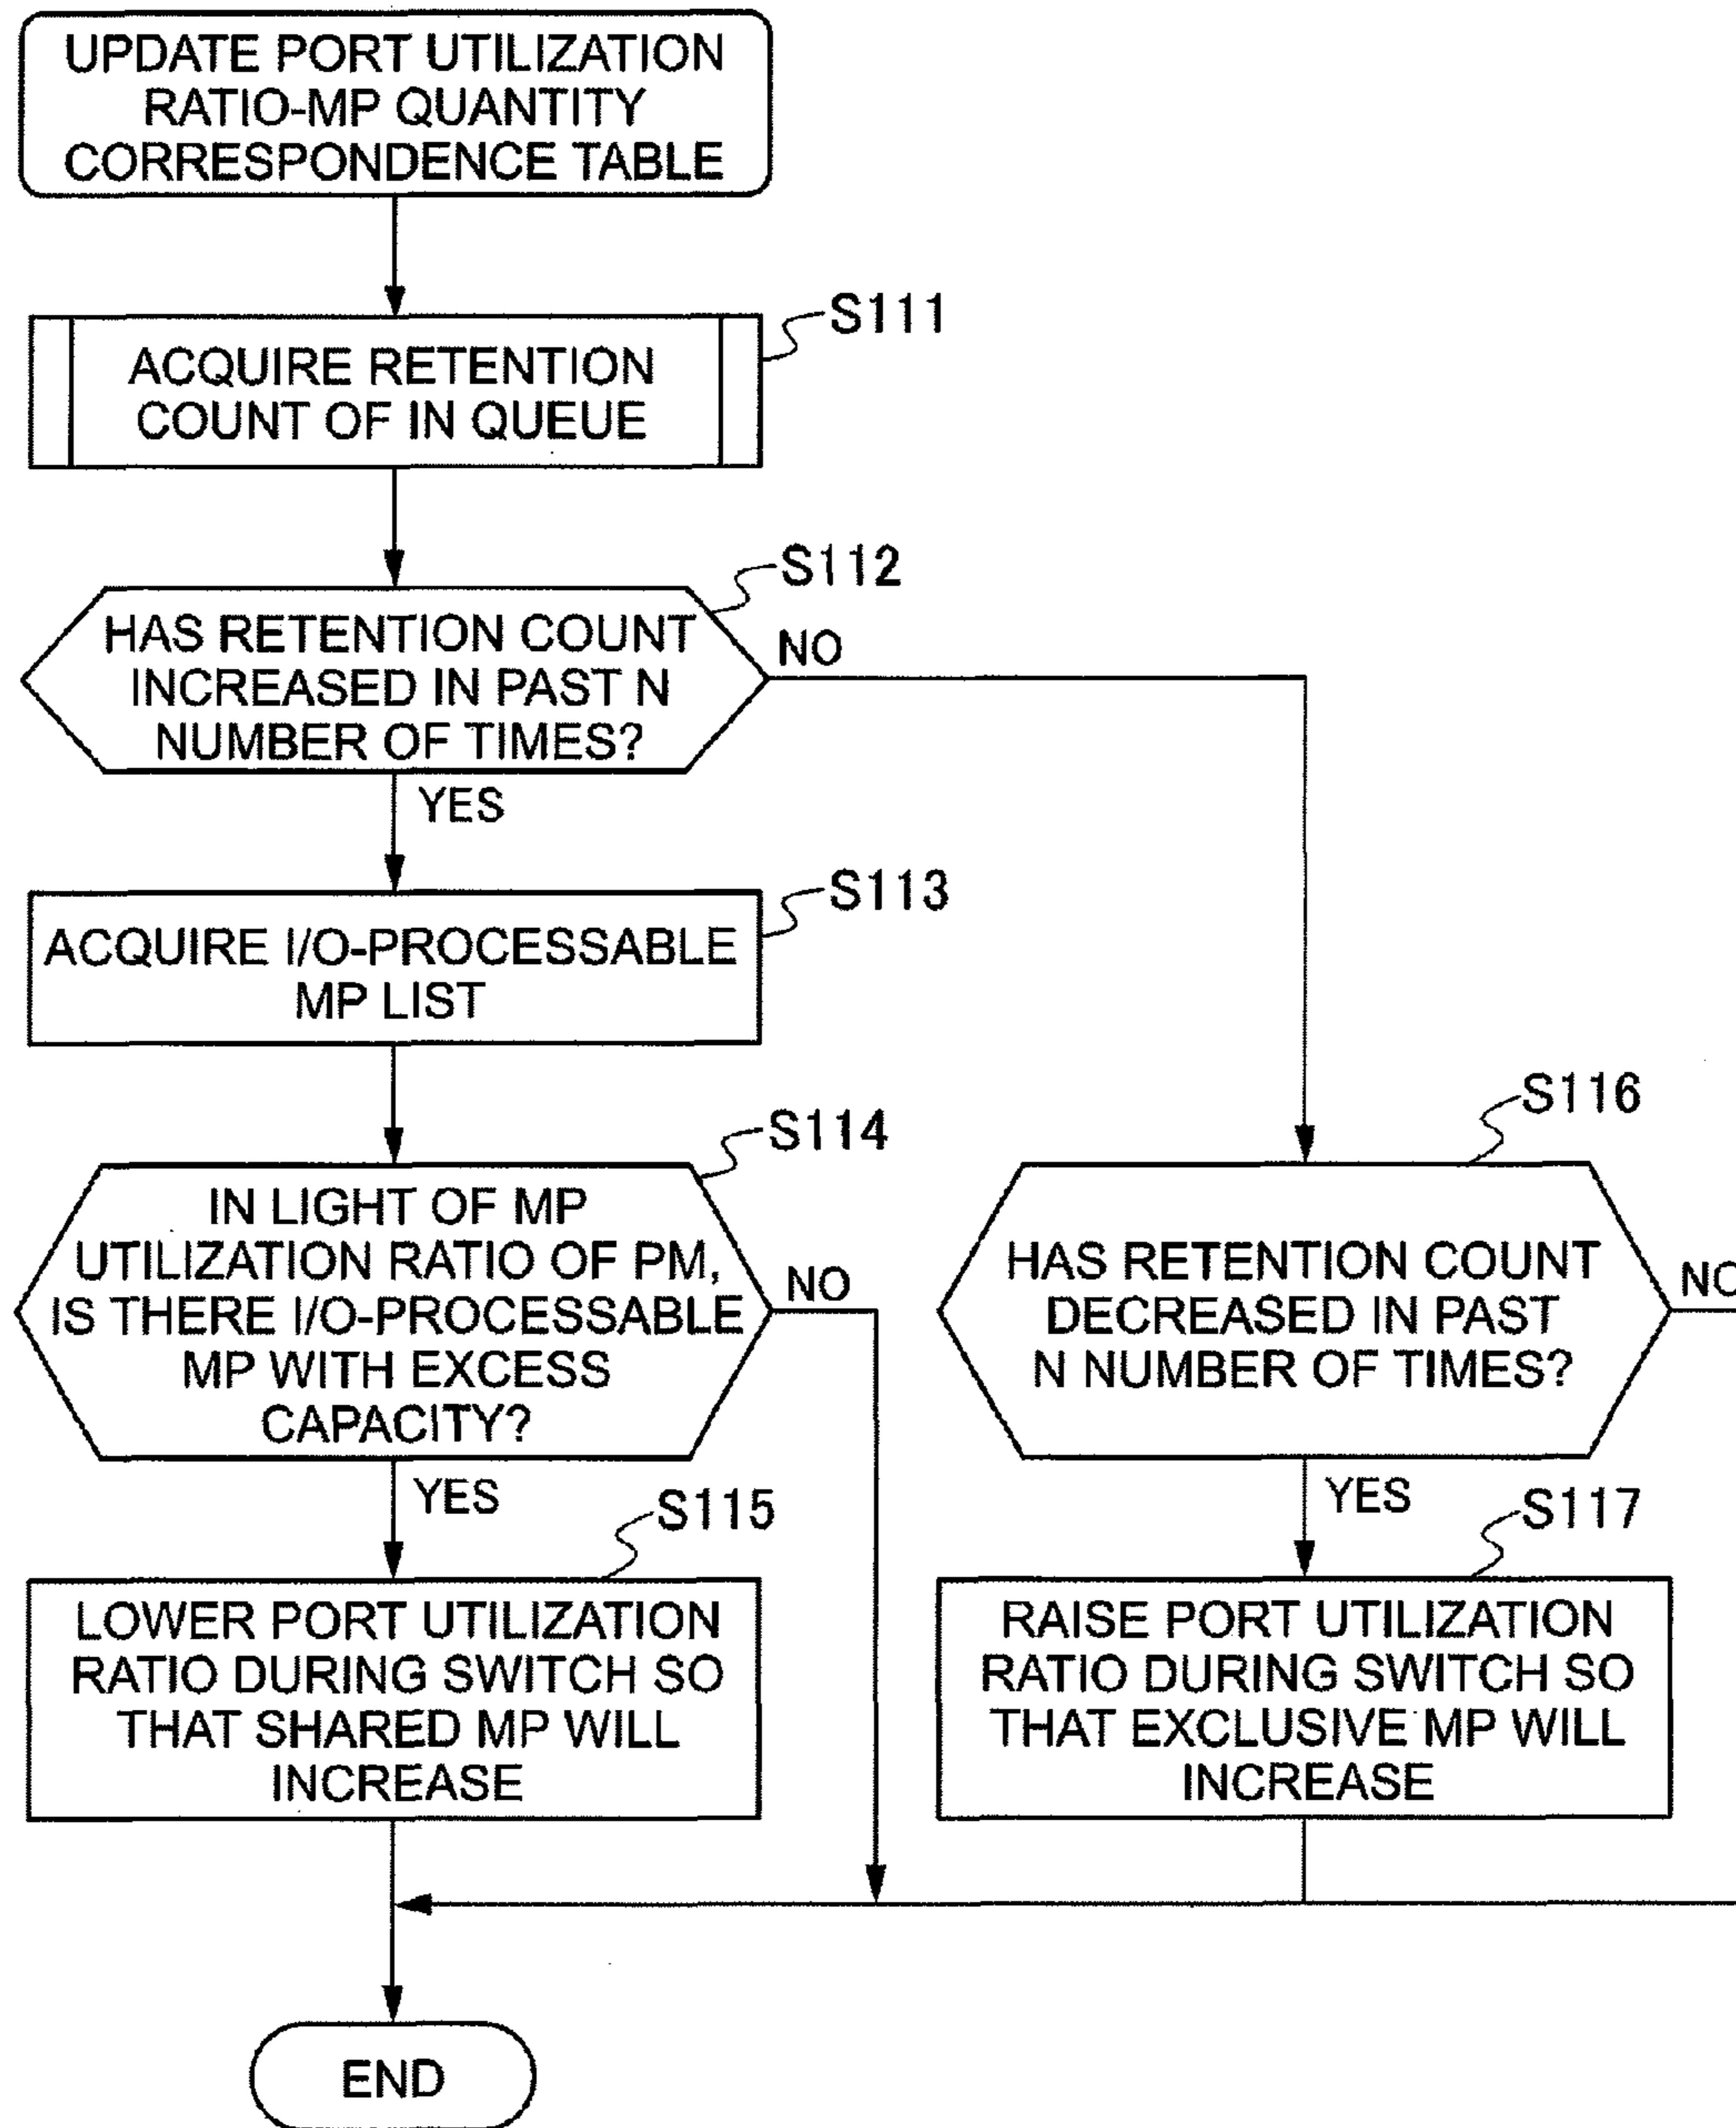 UPDATE PORT UTILIZATION
RATIO-MP QUANTITY
CORRESPONDENCE TABLE
S111
ACQUIRE RETENTION
COUNT OF IN QUEUE
S112
HAS RETENTION COUNT
INCREASED IN PAST N
NUMBER OF TIMES?
NO
YES
S113
ACQUIRE I/O-PROCESSABLE
MP LIST
S114
IN LIGHT OF MP
UTILIZATION RATIO OF PM,
IS THERE I/O-PROCESSABLE
MP WITH EXCESS
CAPACITY?
NO
YES
S115
LOWER PORT UTILIZATION
RATIO DURING SWITCH SO
THAT SHARED MP WILL
INCREASE
S116
HAS RETENTION COUNT
DECREASED IN PAST
N NUMBER OF TIMES?
NO
YES
S117
RAISE PORT UTILIZATION
RATIO DURING SWITCH SO
THAT EXCLUSIVE MP WILL
INCREASE
END